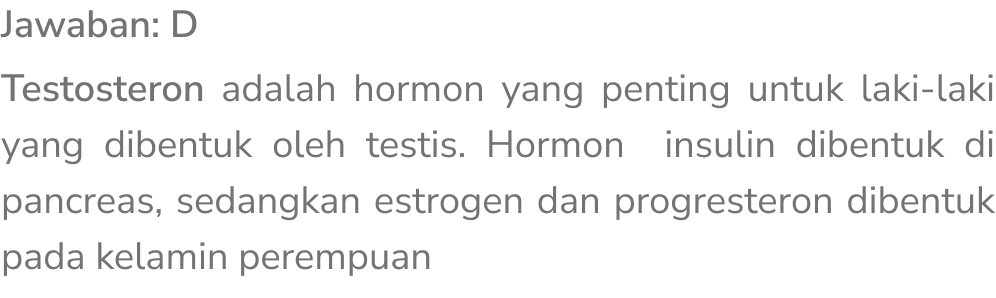 Jawaban: D
Testosteron adalah hormon yang penting untuk laki-laki
yang dibentuk oleh testis. Hormon insulin dibentuk di
pancreas, sedangkan estrogen dan progresteron dibentuk
pada kelamin perempuan